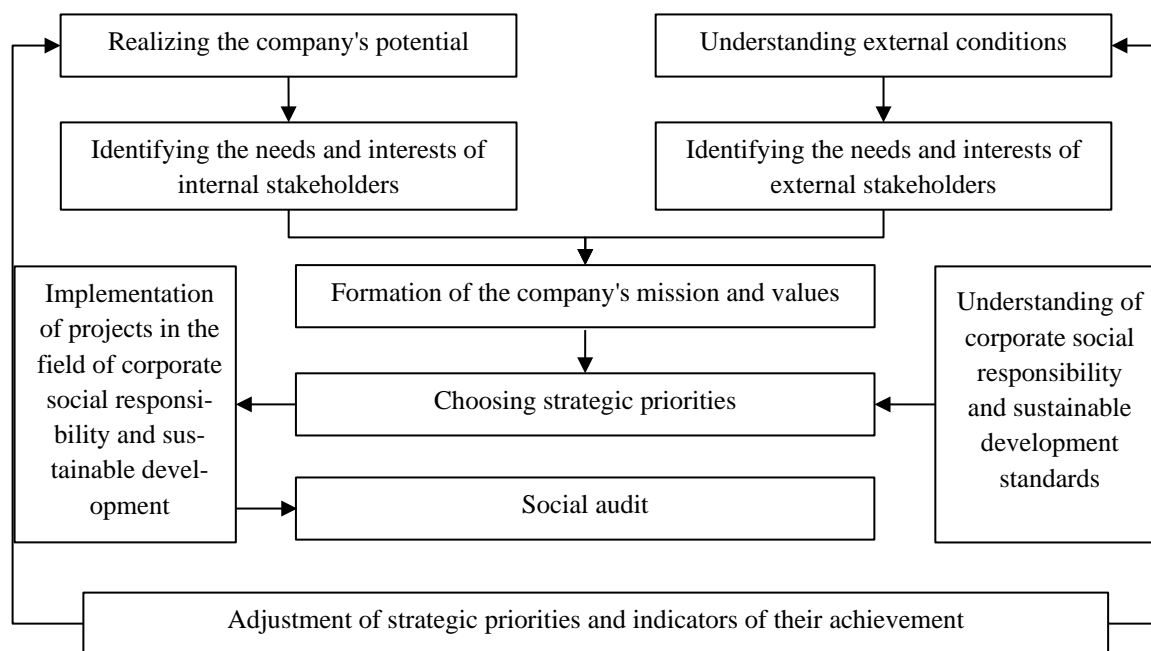 Realizing the company's potential
Understanding external conditions
Identifying the needs and interests of
internal stakeholders
Identifying the needs and interests of
external stakeholders
Formation of the company's mission and values
Implementation
of projects in the
field of corporate
social responsi-
bility and sus-
tainable devel-
opment
Understanding of
corporate social
responsibility
and sustainable
development
standards
Choosing strategic priorities
Social audit
Adjustment of strategic priorities and indicators of their achievement